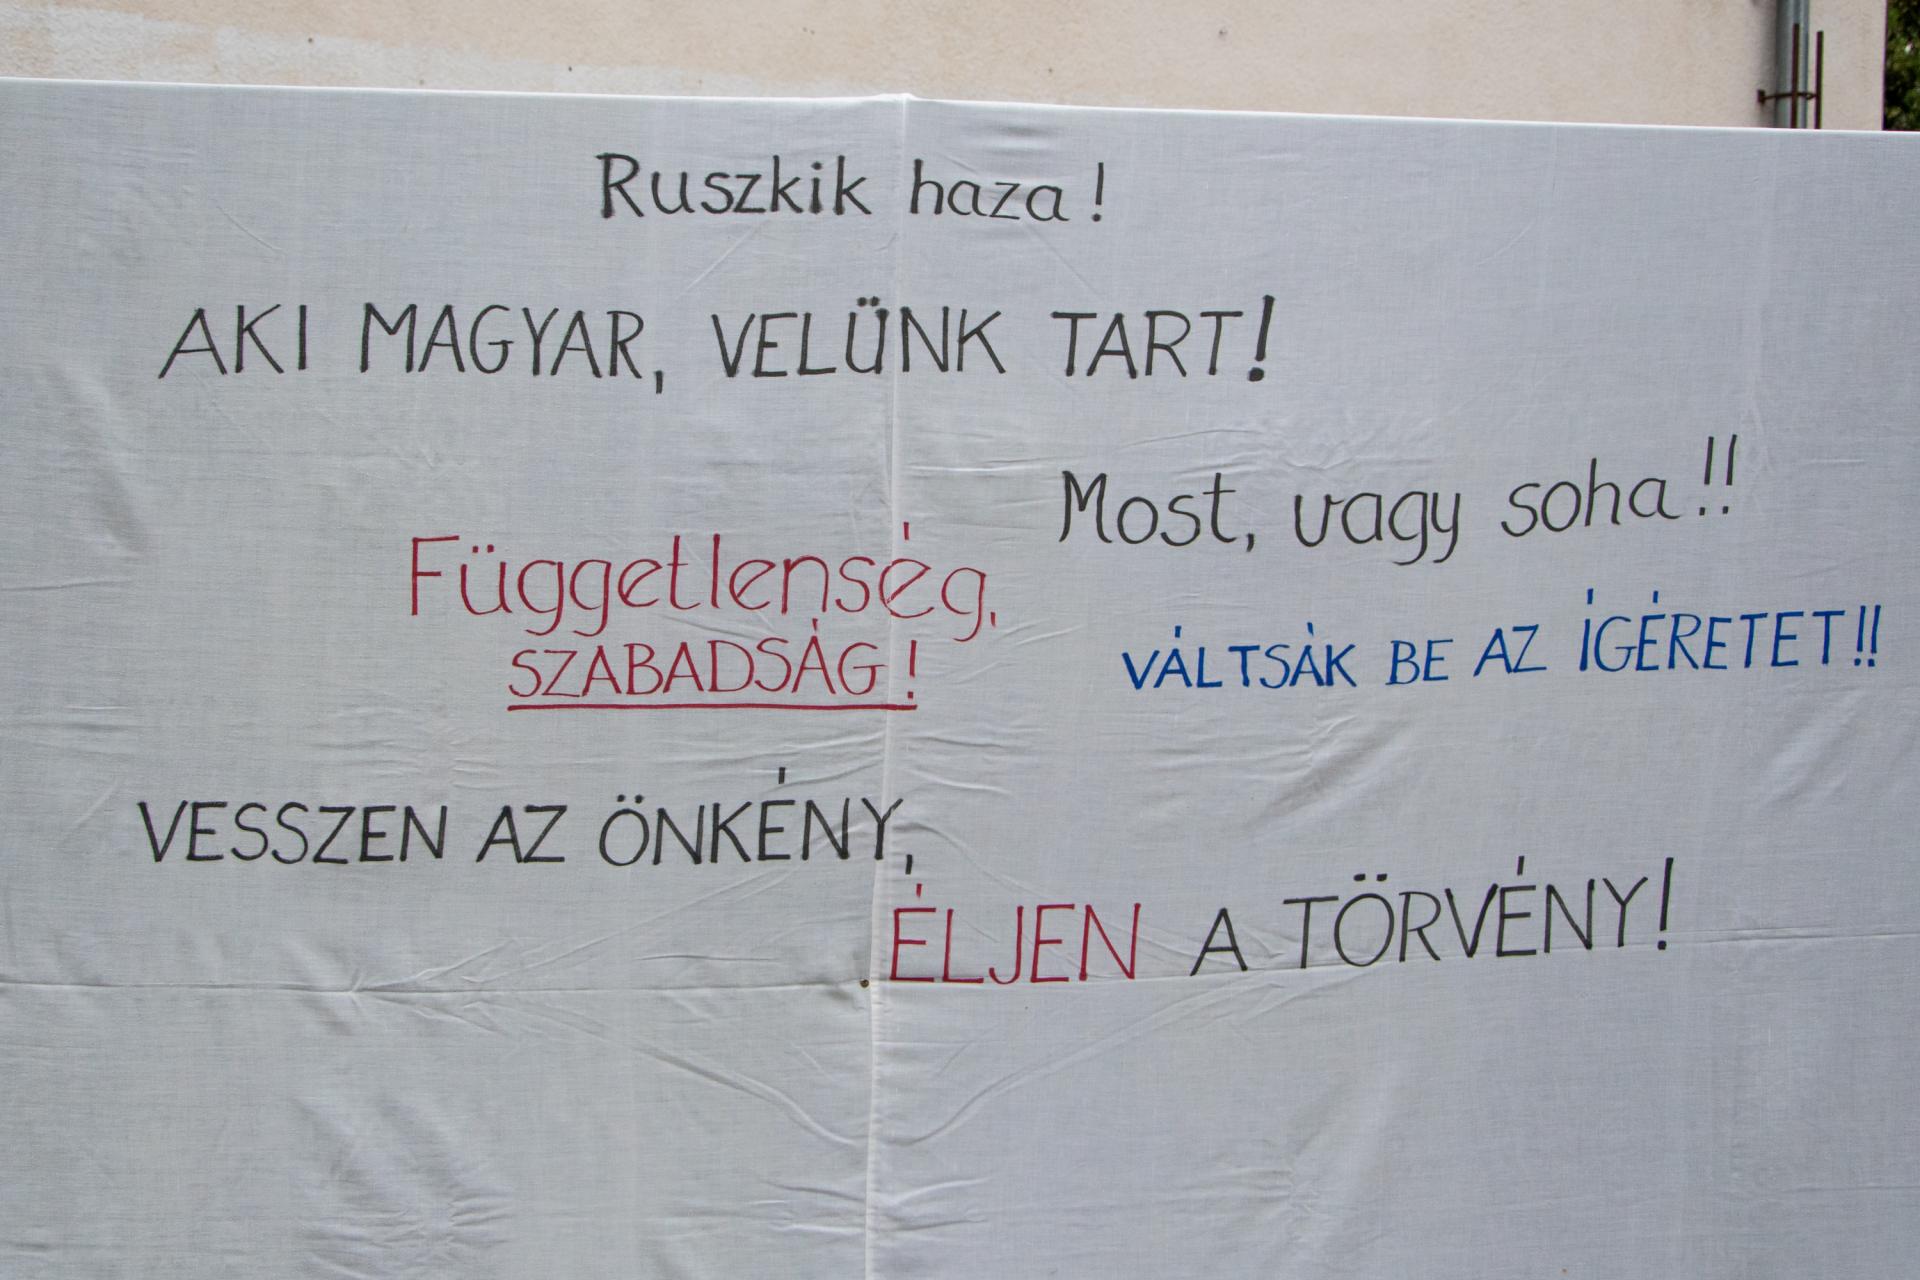 Ruszkik haza!
AKI MAGYAR, VELÜNK TART!
Most, vagy soha!!
Függetlenség,
SZABADSÁG!
VÁLTSÁK BE AZ ÍGÉRETET!!
VESSZEN AZ ÖNKÉNY,
ÉLJEN A TÖRVÉNY!